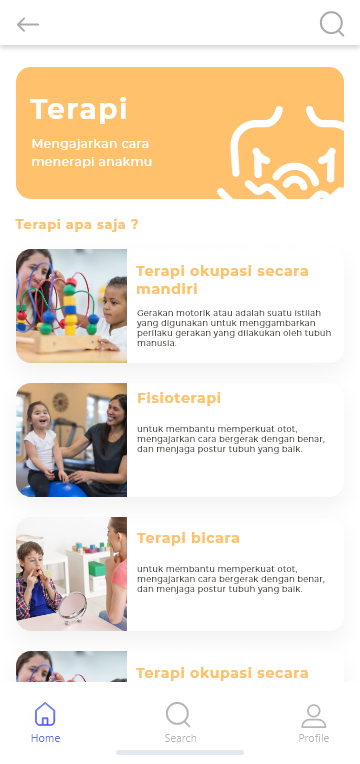 Terapi
Mengajarkan cara
menerapi anakmu
Terapi apa saja ?
Terapi okupasi secara
mandiri
Gerakan motorik atau adalah suatu istilah
yang digunakan untuk menggambarkan
perilaku gerakan yang dilakukan oleh tubuh
manusia.
Fisioterapi
untuk membantu memperkuat otot,
mengajarkan cara bergerak dengan benar,
dan menjaga postur tubuh yang baik.
Terapi bicara
untuk membantu memperkuat otot,
mengajarkan cara bergerak dengan benar,
dan menjaga postur tubuh yang baik.
Terapi okupasi secara
Home
Search
Profile